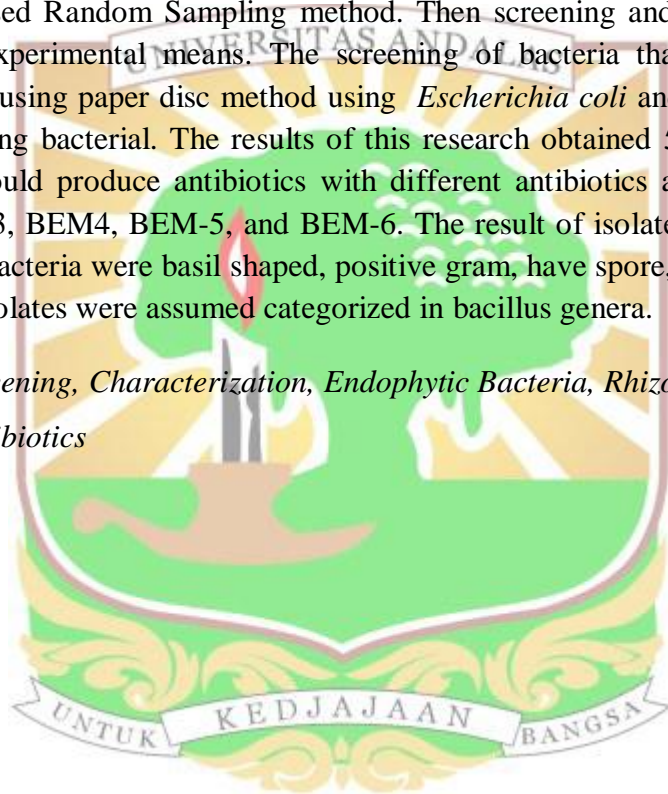 ed Random Sampling method. Then screening and
xperimental means. The screening of bacteria tha
using paper disc method using Escherichia coli an
ng bacterial. The results of this research obtained
ould produce antibiotics with different antibiotics a
, BEM4, BEM-5, and BEM-6. The result of isolate
acteria were basil shaped, positive gram, have spore,
olates were assumed categorized in bacillus genera.
ening, Characterization, Endophytic Bacteria, Rhizo
ibiotics
UNIVERSITAS ANDALAS
UNTUK KEDJAJAAN BANGSA